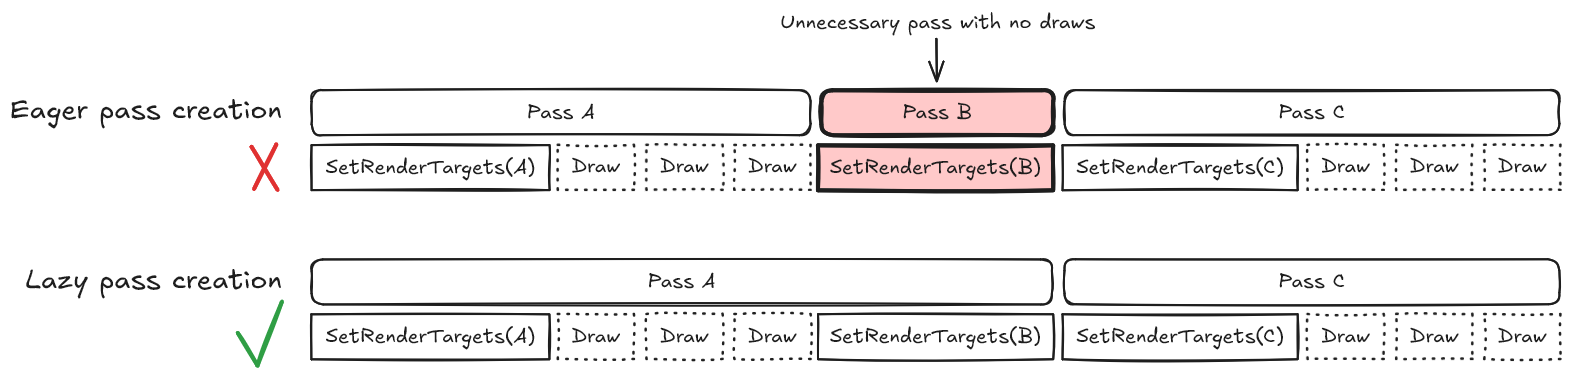 Unnecessary pass with no draws
Eager pass creation Pass A Pass B Pass C
SetRenderTargets(A) Draw Draw Draw SetRenderTargets(B) SetRenderTargets(C) Draw Draw Draw
Lazy pass creation Pass A Pass C
SetRenderTargets(A) Draw Draw Draw SetRenderTargets(B) SetRenderTargets(C) Draw Draw Draw